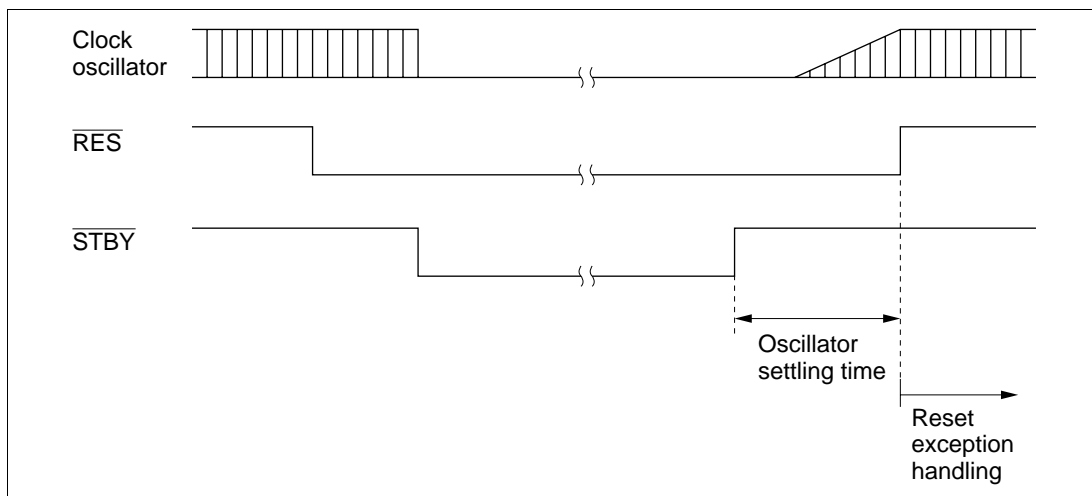 Clock
oscillator
RES
STBY
Oscillator
settling time
Reset
exception
handling